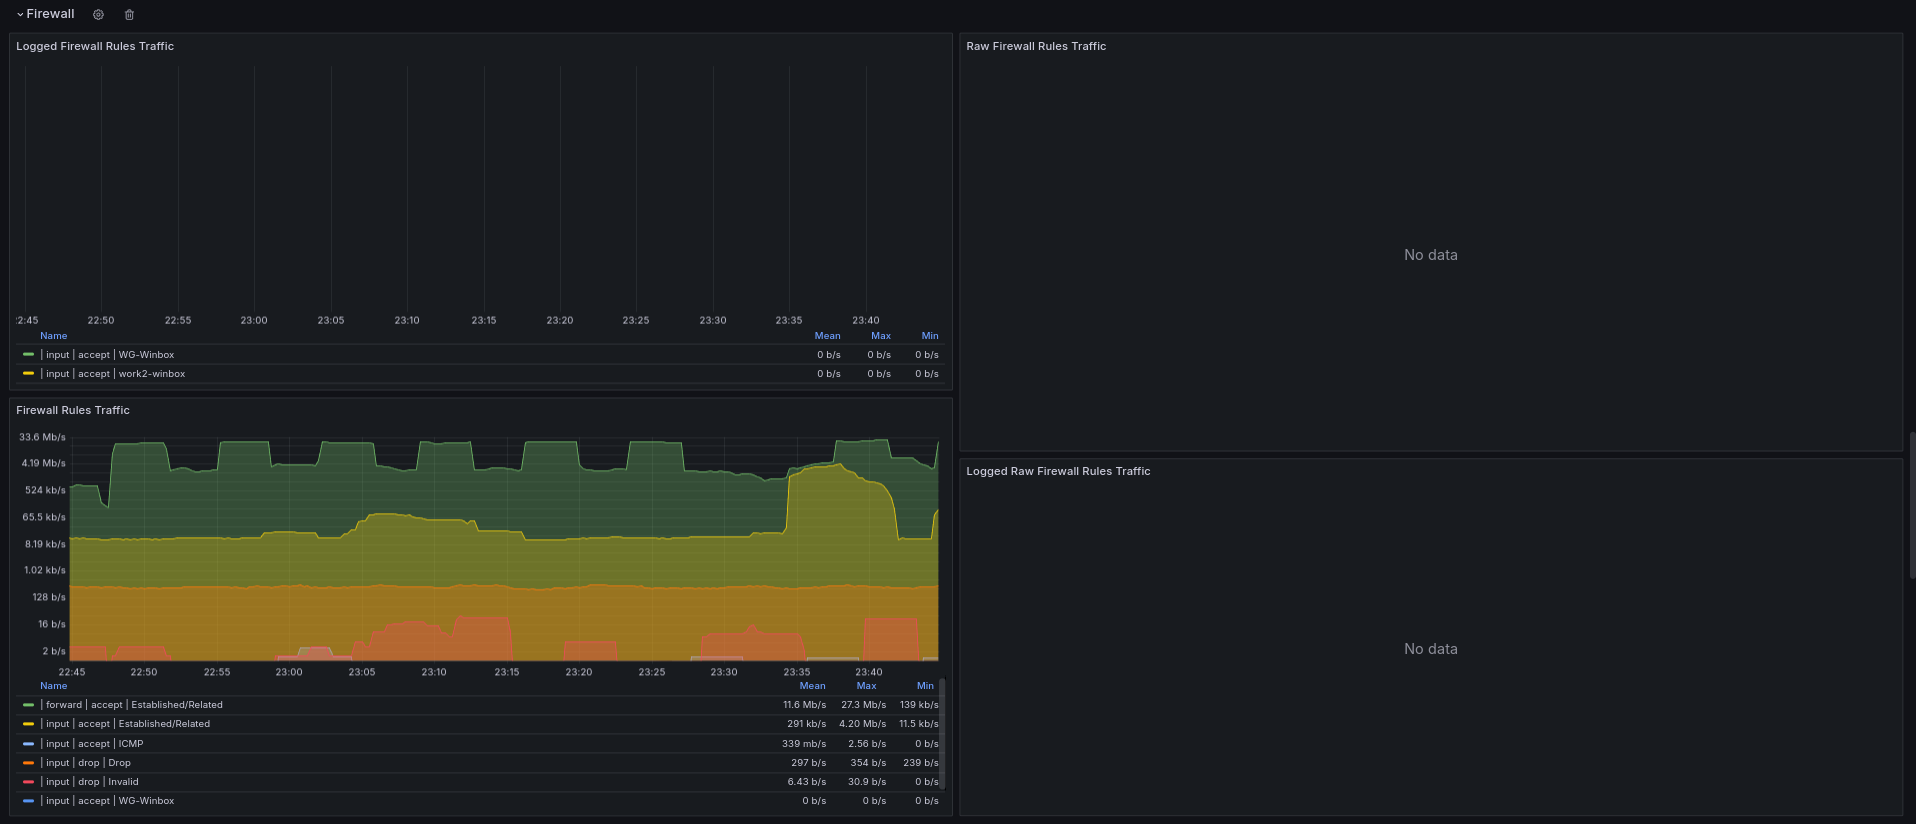 Firewall
Logged Firewall Rules Traffic
2:45 22:50 22:55 23:00 23:05 23:10 23:15 23:20 23:25 23:30 23:35 23:40
Name Mean Max Min
| input | accept | WG-Winbox 0 b/s 0 b/s 0 b/s
| input | accept | work2-winbox 0 b/s 0 b/s 0 b/s
Raw Firewall Rules Traffic
No data
Firewall Rules Traffic
33.6 Mb/s
4.19 Mb/s
524 kb/s
65.5 kb/s
8.19 kb/s
1.02 kb/s
128 b/s
16 b/s
2 b/s
22:45 22:50 22:55 23:00 23:05 23:10 23:15 23:20 23:25 23:30 23:35 23:40
Name Mean Max Min
| forward | accept | Established/Related 11.6 Mb/s 27.3 Mb/s 139 kb/s
| input | accept | Established/Related 291 kb/s 4.20 Mb/s 11.5 kb/s
| input | accept | ICMP 339 mb/s 2.56 b/s 0 b/s
| input | drop | Drop 297 b/s 354 b/s 239 b/s
| input | drop | Invalid 6.43 b/s 30.9 b/s 0 b/s
| input | accept | WG-Winbox 0 b/s 0 b/s 0 b/s
Logged Raw Firewall Rules Traffic
No data